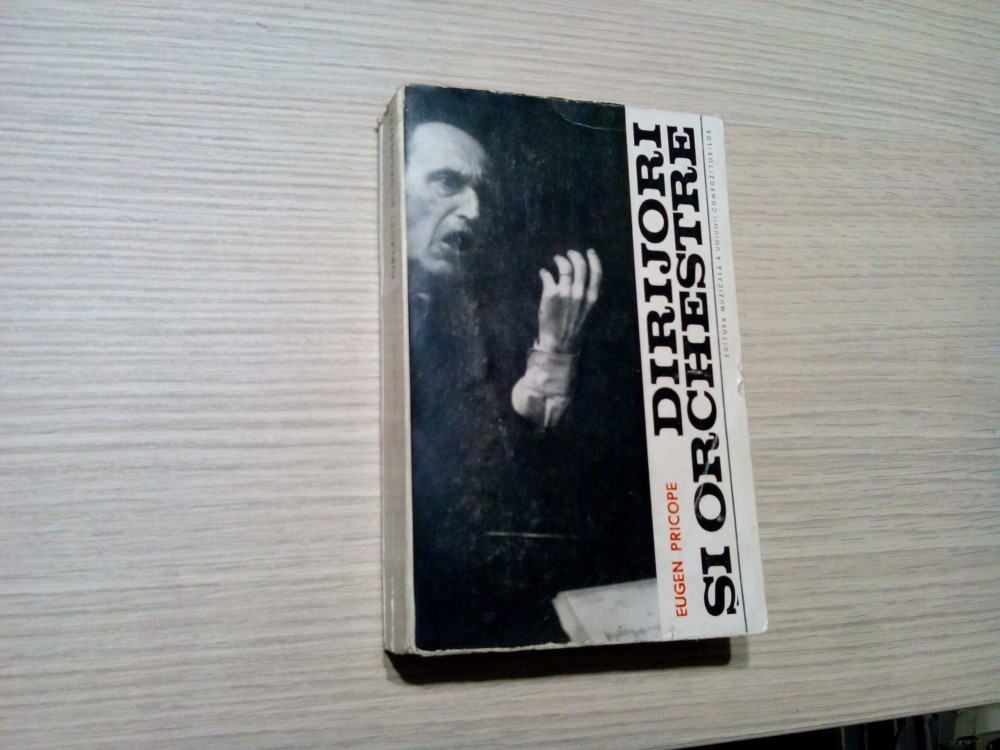 EUGEN PRICOPE
DIRIJORI
ȘI ORCHESTRE
EDITURA MUZICALĂ A UNIUNII COMPOZITORILOR